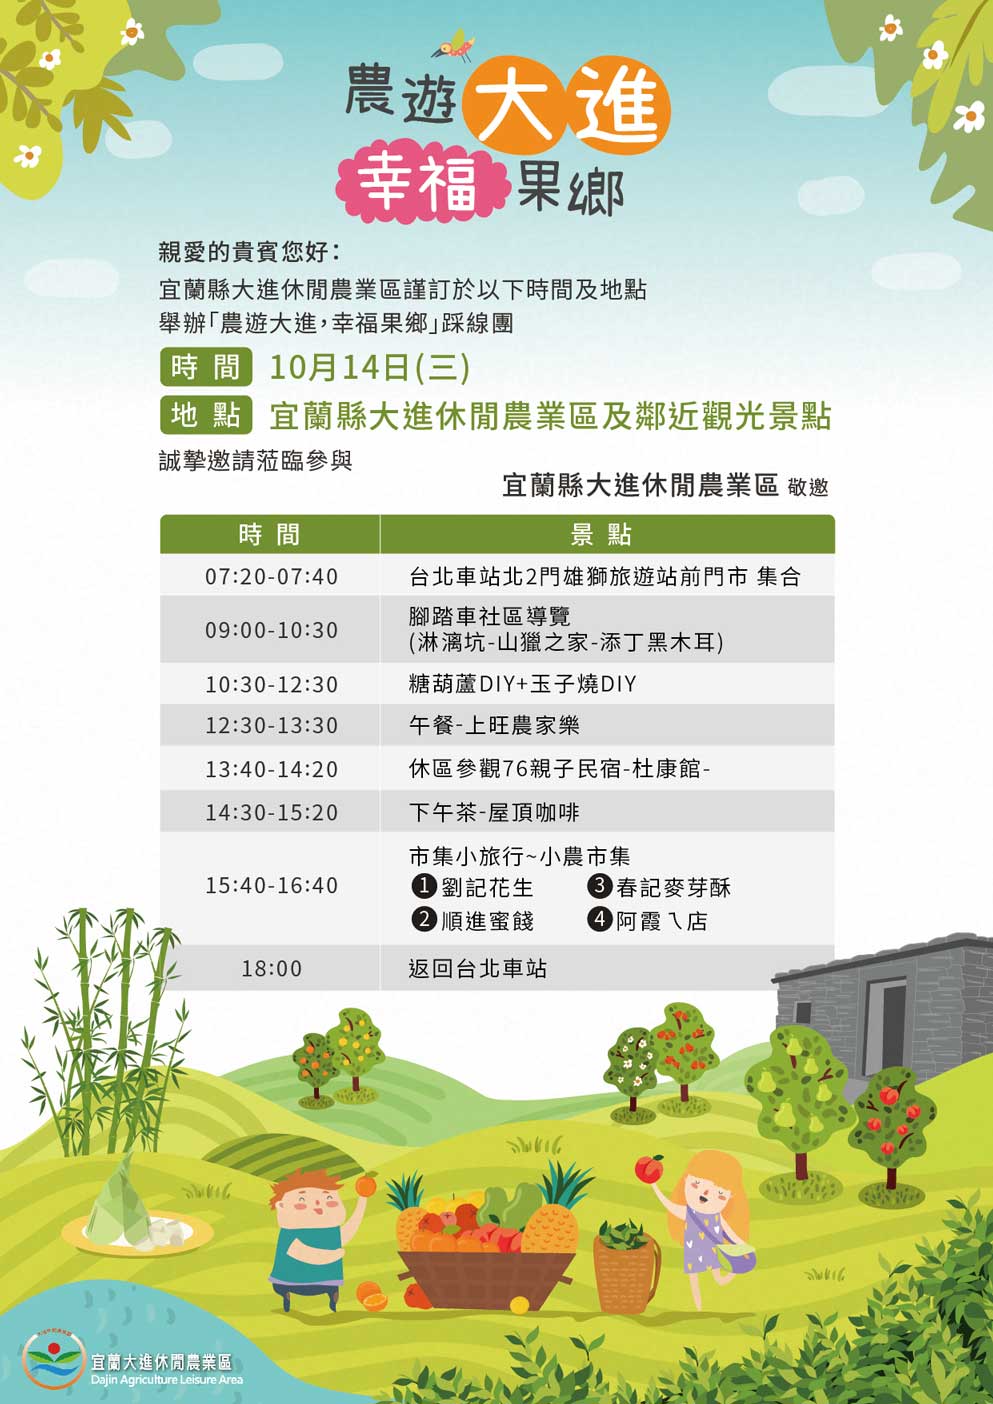 農遊大進
幸福果鄉
親愛的貴賓您好：
宜蘭縣大進休閒農業區謹訂於以下時間及地點
舉辦「農遊大進，幸福果鄉」踩線團
時間 10月14日(三)
地點 宜蘭縣大進休閒農業區及鄰近觀光景點
誠摯邀請蒞臨參與
宜蘭縣大進休閒農業區 敬邀
時間 景點
07:20-07:40 台北車站北2門雄獅旅遊站前門市 集合
09:00-10:30 腳踏車社區導覽
(淋漓坑-山獵之家-添丁黑木耳)
10:30-12:30 糖葫蘆DIY+玉子燒DIY
12:30-13:30 午餐-上旺農家樂
13:40-14:20 休區參觀76親子民宿-杜康館-
14:30-15:20 下午茶-屋頂咖啡
15:40-16:40 市集小旅行~小農市集
1 劉記花生 3 春記麥芽酥
2 順進蜜餞 4 阿霞ㄟ店
18:00 返回台北車站
宜蘭大進休閒農業區
Dajin Agriculture Leisure Area